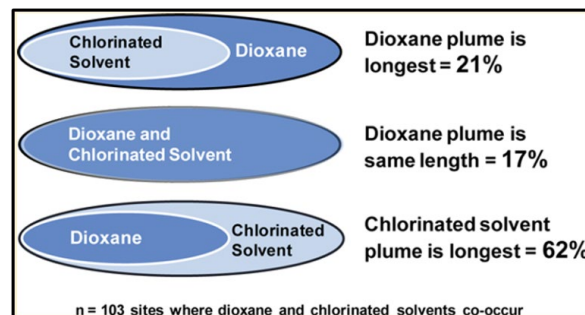 Chlorinated
Solvent
Dioxane
Dioxane plume is
longest = 21%
Dioxane and
Chlorinated Solvent
Dioxane plume is
same length = 17%
Dioxane
Chlorinated
Solvent
Chlorinated solvent
plume is longest = 62%
n = 103 sites where dioxane and chlorinated solvents co-occur